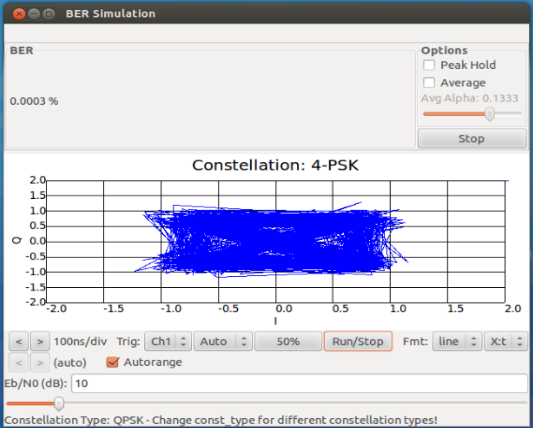 BER Simulation
BER
0.0003 %
Options
Peak Hold
Average
Avg Alpha: 0.1333
Stop
Constellation: 4-PSK
2.0
1.5
1.0
0.5
0.0
-0.5
-1.0
-1.5
-2.0
Q
-2.0 -1.0 -0.5 0.0 0.5 1.0 1.5 2.0
I
< > 100ns/div Trig: Ch1 Auto 50% Run/Stop Fmt: line X:t
< > (auto) Autorange
Eb/N0 (dB): 10
Constellation Type: QPSK - Change const_type for different constellation types!